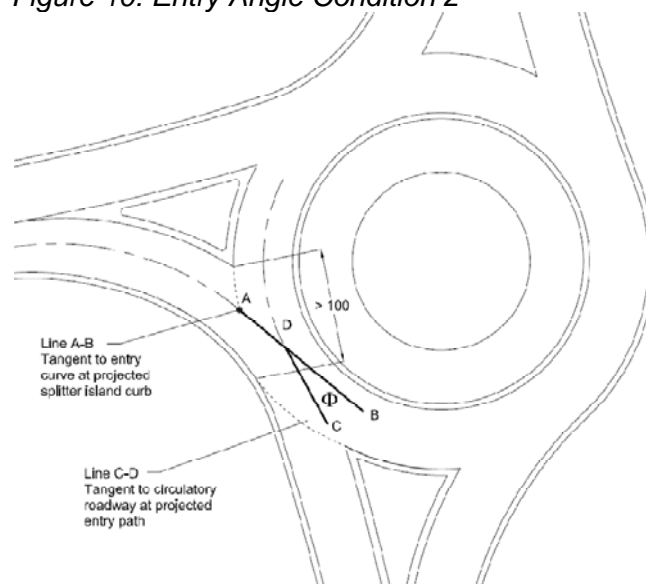 Figure 10: Entry Angle Condition 2
A
> 100
D
Line A-B
Tangent to entry
curve at projected
splitter island curb
Φ
B
C
Line C-D
Tangent to circulatory
roadway at projected
entry path